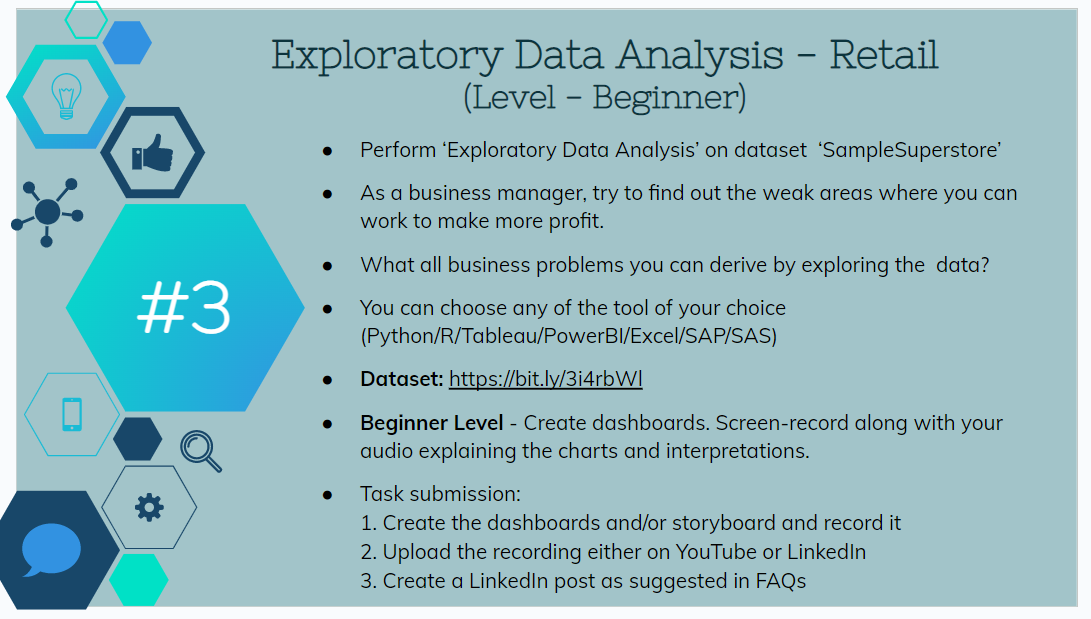 Exploratory Data Analysis - Retail
(Level - Beginner)
● Perform ‘Exploratory Data Analysis’ on dataset ‘SampleSuperstore’
● As a business manager, try to find out the weak areas where you can
work to make more profit.
● What all business problems you can derive by exploring the data?
#3
● You can choose any of the tool of your choice
(Python/R/Tableau/PowerBI/Excel/SAP/SAS)
● Dataset: https://bit.ly/3i4rbWl
● Beginner Level - Create dashboards. Screen-record along with your
audio explaining the charts and interpretations.
● Task submission:
1. Create the dashboards and/or storyboard and record it
2. Upload the recording either on YouTube or LinkedIn
3. Create a LinkedIn post as suggested in FAQs